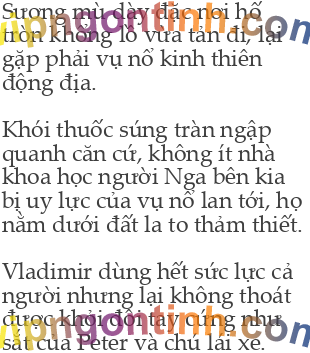 Sương mù dày đặc nơi hố
tròn khổng lồ vừa tan đi, lại
gặp phải vụ nổ kinh thiên
động địa.
Khói thuốc súng tràn ngập
quanh căn cứ, không ít nhà
khoa học người Nga bên kia
bị uy lực của vụ nổ lan tới, họ
nằm dưới đất la to thảm thiết.
Vladimir dùng hết sức lực cả
người nhưng lại không thoát
được khỏi đôi tay cứng như
sắt của Peter và chú lái xe.
vipngontinh.com
vipngontinh.com